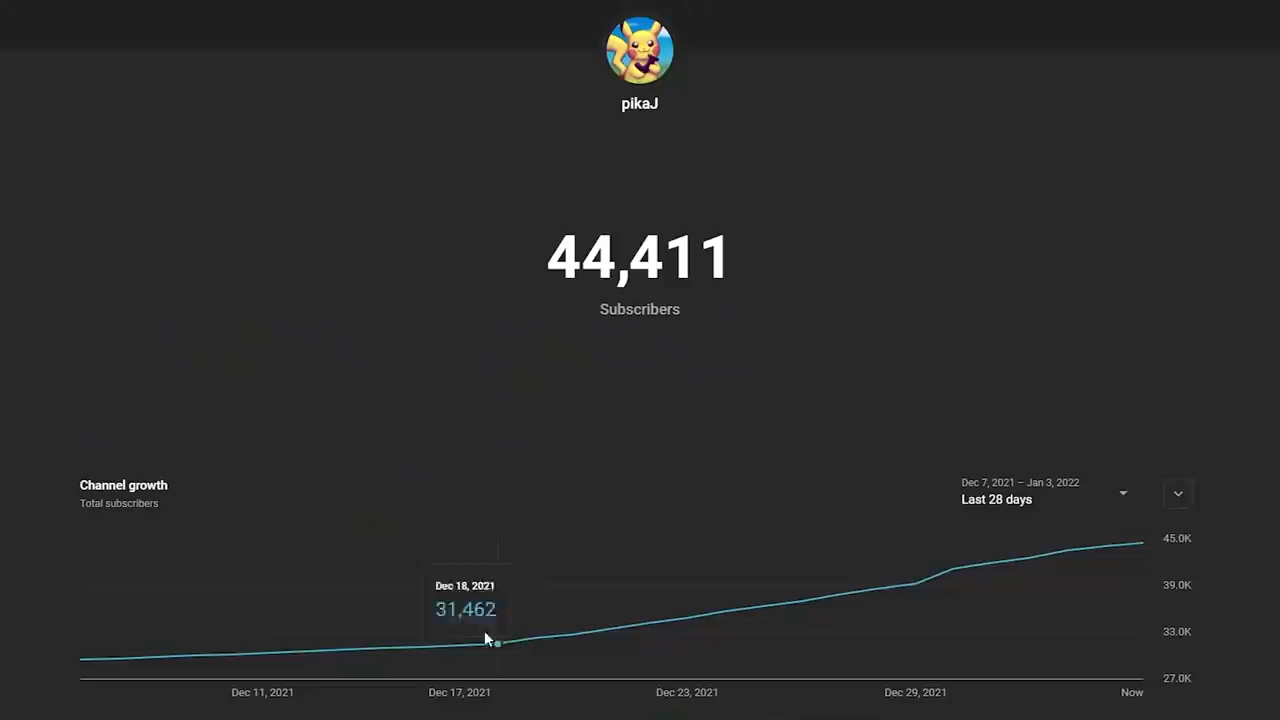 pikaJ
44,411
Subscribers
Channel growth
Total subscribers
Dec 7, 2021 – Jan 3, 2022
Last 28 days
45.0K
39.0K
33.0K
27.0K
Dec 18, 2021
31,462
Dec 11, 2021
Dec 17, 2021
Dec 23, 2021
Dec 29, 2021
Now